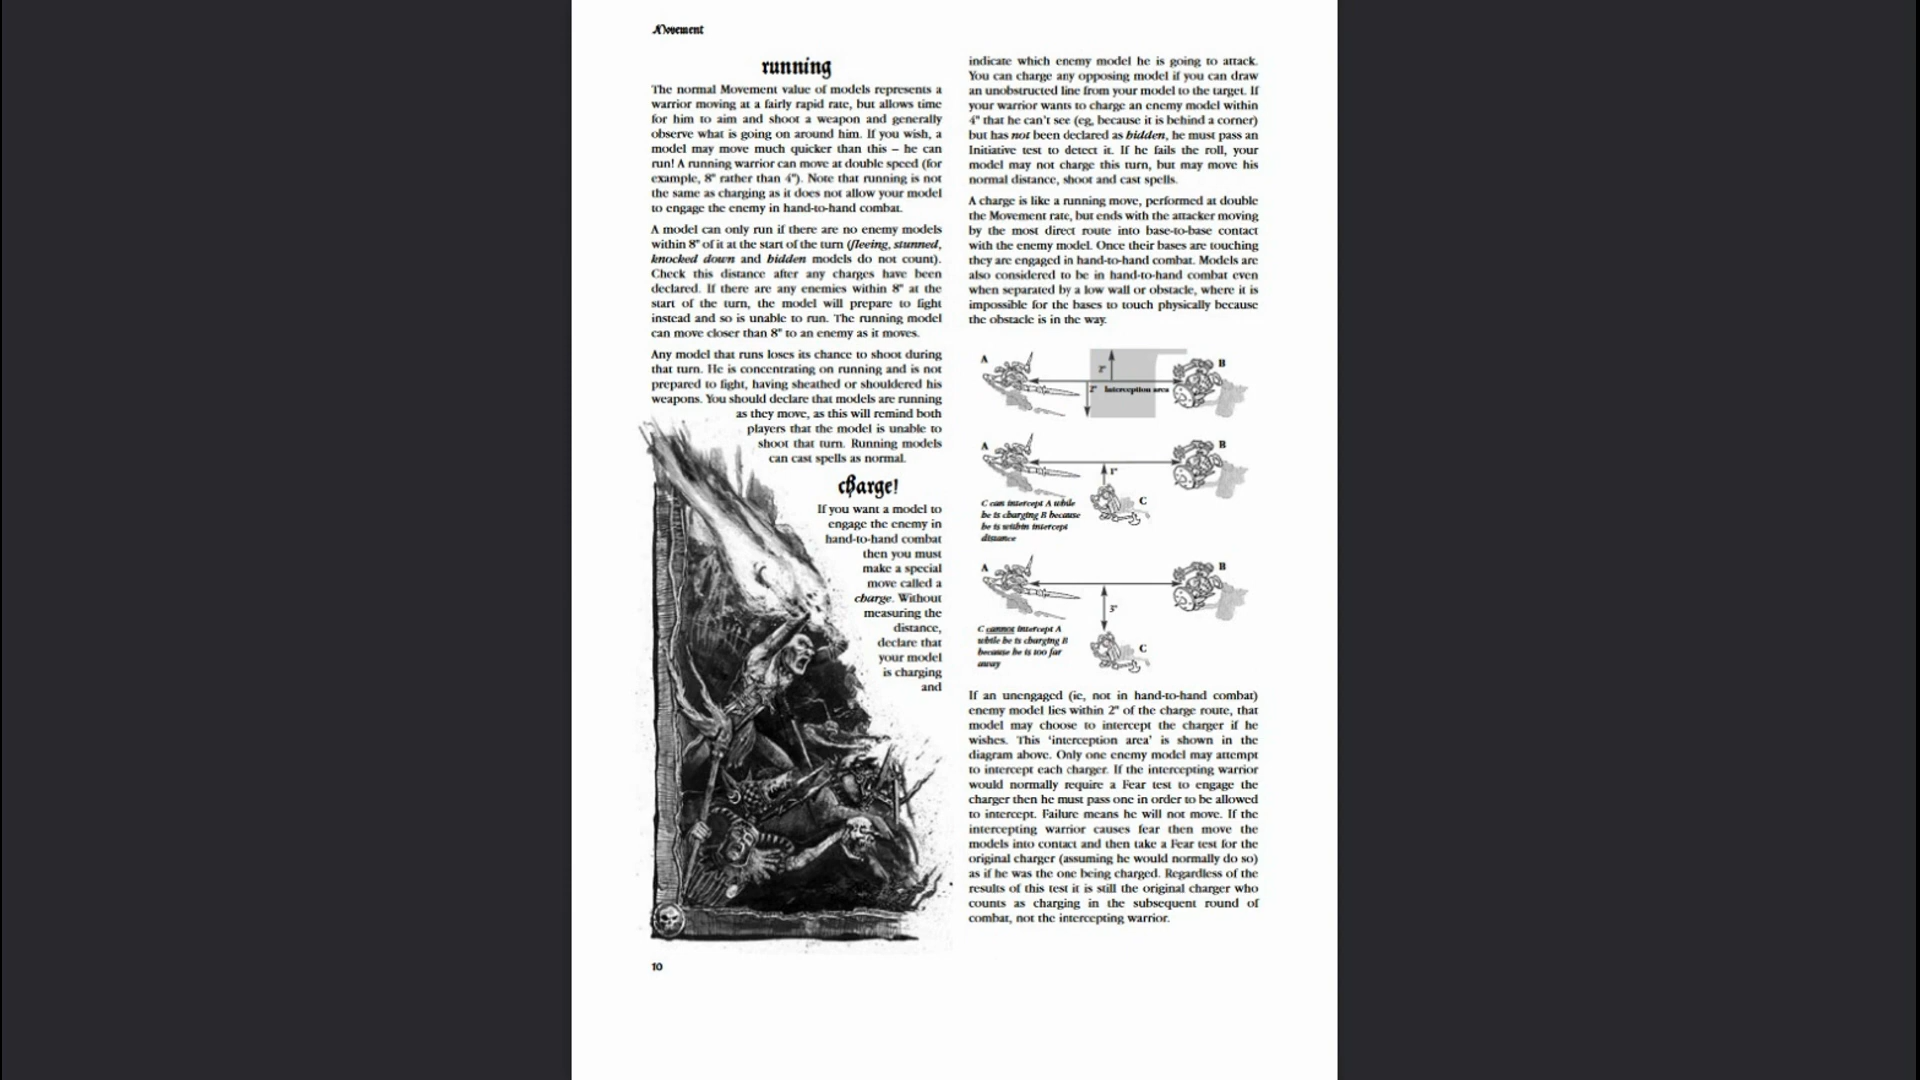 Movement
running
The normal Movement value of models represents a
warrior moving at a fairly rapid rate, but allows time
for him to aim and shoot a weapon and generally
observe what is going on around him. If you wish, a
model may move much quicker than this – he can
run! A running warrior can move at double speed (for
example, 8" rather than 4"). Note that running is not
the same as charging as it does not allow your model
to engage the enemy in hand-to-hand combat.
A model can only run if there are no enemy models
within 8" of it at the start of the turn (fleeing, stunned,
knocked down and hidden models do not count).
Check this distance after any charges have been
declared. If there are any enemies within 8" at the
start of the turn, the model will prepare to fight
instead and so is unable to run. The running model
can move closer than 8" to an enemy as it moves.
Any model that runs loses its chance to shoot during
that turn. He is concentrating on running and is not
prepared to fight, having sheathed or shouldered his
weapons. You should declare that models are running
as they move, as this will remind both
players that the model is unable to
shoot that turn. Running models
can cast spells as normal.
charge!
If you want a model to
engage the enemy in
hand-to-hand combat
then you must
make a special
move called a
charge. Without
measuring the
distance,
declare that
your model
is charging
and
indicate which enemy model he is going to attack.
You can charge any opposing model if you can draw
an unobstructed line from your model to the target. If
your warrior wants to charge an enemy model within
4" that he can't see (eg, because it is behind a corner)
but has not been declared as hidden, he must pass an
Initiative test to detect it. If he fails the roll, your
model may not charge this turn, but may move his
normal distance, shoot and cast spells.
A charge is like a running move, performed at double
the Movement rate, but ends with the attacker moving
by the most direct route into base-to-base contact
with the enemy model. Once their bases are touching
they are engaged in hand-to-hand combat. Models are
also considered to be in hand-to-hand combat even
when separated by a low wall or obstacle, where it is
impossible for the bases to touch physically because
the obstacle is in the way.
A
2"
B
2" Interception area
A
B
1"
C
C can intercept A while
he is charging B because
he is within intercept
distance
A
B
3"
C
C cannot intercept A
while he is charging B
because he is too far
away
If an unengaged (ie, not in hand-to-hand combat)
enemy model lies within 2" of the charge route, that
model may choose to intercept the charger if he
wishes. This 'interception area' is shown in the
diagram above. Only one enemy model may attempt
to intercept each charger. If the intercepting warrior
would normally require a Fear test to engage the
charger then he must pass one in order to be allowed
to intercept. Failure means he will not move. If the
intercepting warrior causes fear then move the
models into contact and then take a Fear test for the
original charger (assuming he would normally do so)
as if he was the one being charged. Regardless of the
results of this test it is still the original charger who
counts as charging in the subsequent round of
combat, not the intercepting warrior.
10